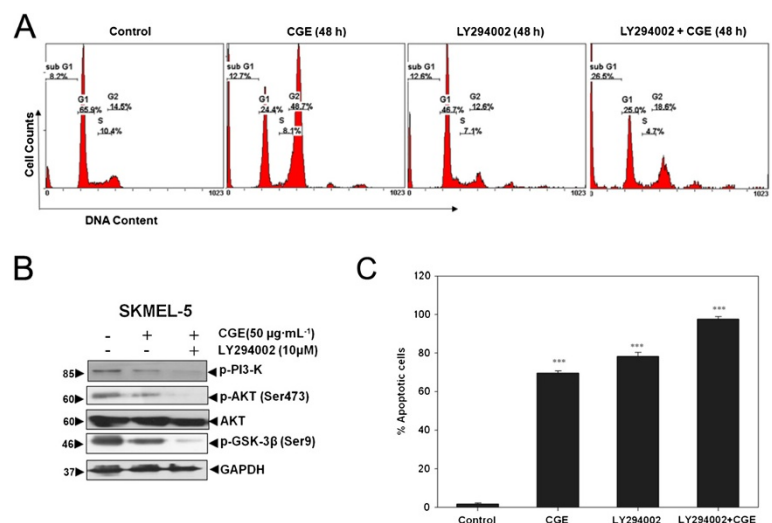 A
Control
CGE (48 h)
LY294002 (48 h)
LY294002 + CGE (48 h)
sub G1
8.2%
G1
65.9%
G2
14.5%
S
10.4%
sub G1
12.7%
G1
24.4%
G2
48.7%
S
8.1%
sub G1
12.6%
G1
46.7%
G2
12.6%
S
7.1%
sub G1
26.5%
G1
25.0%
G2
18.6%
S
4.7%
Cell Counts
0 1023
0 1023
0 1023
0 1023
DNA Content
B
SKMEL-5
- + + CGE(50 µg·mL-1)
- - + LY294002 (10µM)
85 p-PI3-K
60 p-AKT (Ser473)
60 AKT
46 p-GSK-3β (Ser9)
37 GAPDH
C
120
100
80
60
40
20
0
% Apoptotic cells
***
***
***
Control CGE LY294002 LY294002+CGE